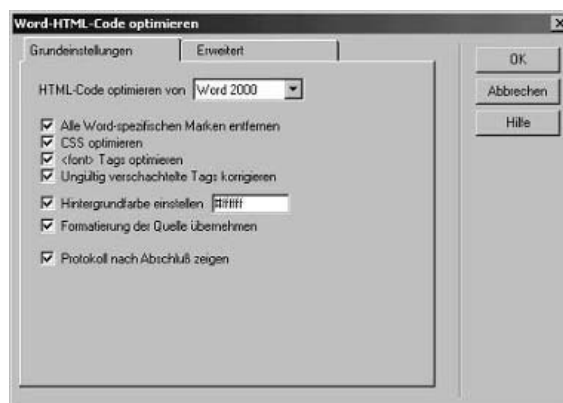 Word-HTML-Code optimieren
Grundeinstellungen
Erweitert
OK
Abbrechen
Hilfe
HTML-Code optimieren von Word 2000
Alle Word-spezifischen Marken entfernen
CSS optimieren
<font> Tags optimieren
Ungültig verschachtelte Tags korrigieren
Hintergrundfarbe einstellen #ffffff
Formatierung der Quelle übernehmen
Protokoll nach Abschluß zeigen